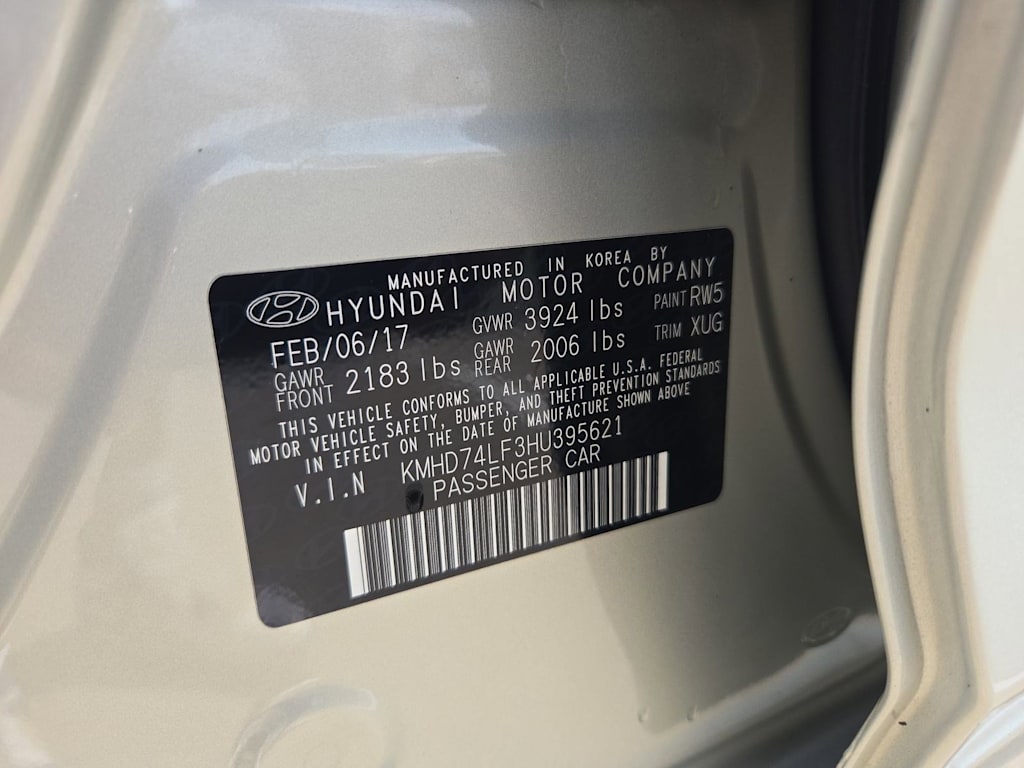 MANUFACTURED IN KOREA BY
HYUNDAI MOTOR COMPANY
FEB/06/17 GVWR 3924 lbs PAINT RW5
GAWR FRONT 2183 lbs GAWR REAR 2006 lbs TRIM XUG
THIS VEHICLE CONFORMS TO ALL APPLICABLE U.S.A. FEDERAL
MOTOR VEHICLE SAFETY, BUMPER, AND THEFT PREVENTION STANDARDS
IN EFFECT ON THE DATE OF MANUFACTURE SHOWN ABOVE
V.I.N KMHD74LF3HU395621
PASSENGER CAR